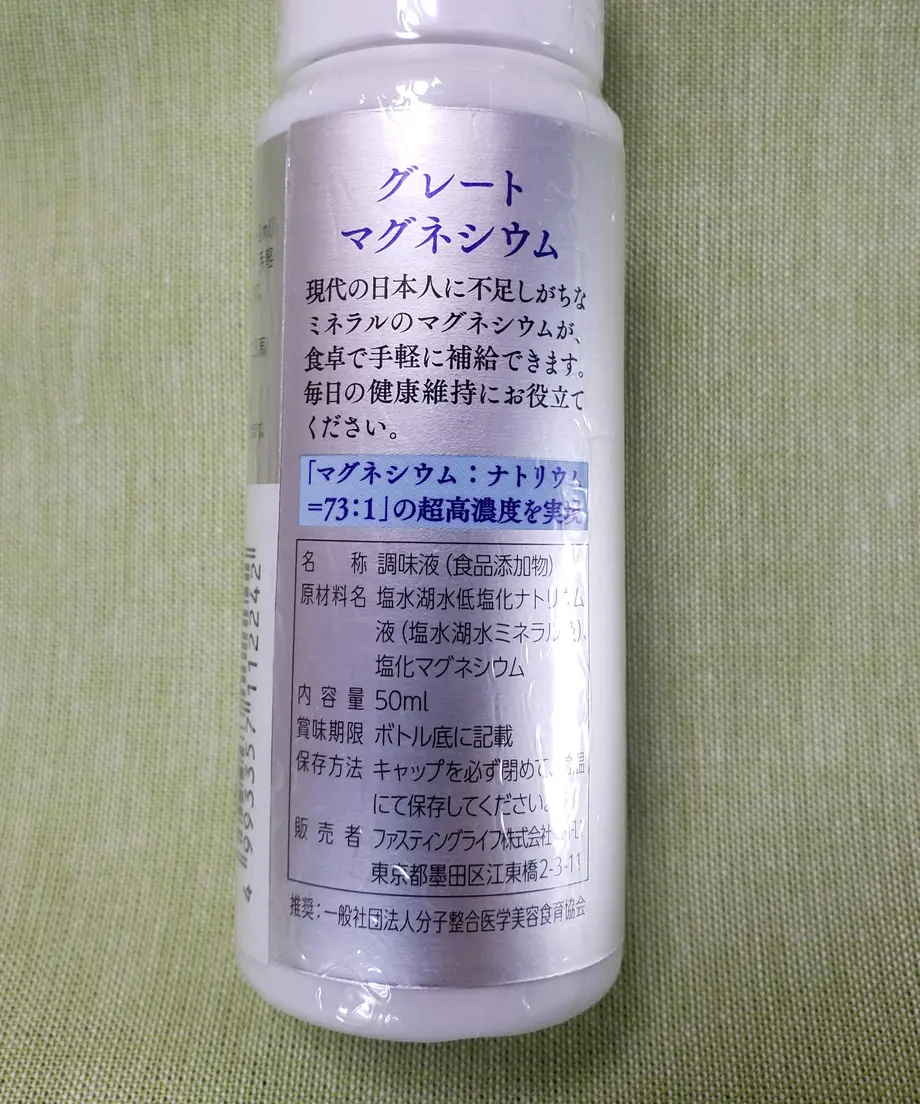 グレート
マグネシウム
現代の日本人に不足しがちな
ミネラルのマグネシウムが、
食卓で手軽に補給できます。
毎日の健康維持にお役立て
ください。
「マグネシウム：ナトリウム
=73:1」の超高濃度を実現
名　称 調味液（食品添加物）
原材料名 塩水湖水低塩化ナトリウム
液（塩水湖水ミネラル液）、
塩化マグネシウム
内容量 50ml
賞味期限 ボトル底に記載
保存方法 キャップを必ず閉めて、常温
にて保存してください。
販売者 ファスティングライフ株式会社
東京都墨田区江東橋2-3-11
推奨：一般社団法人分子整合医学美容食育協会
4 993357 112242